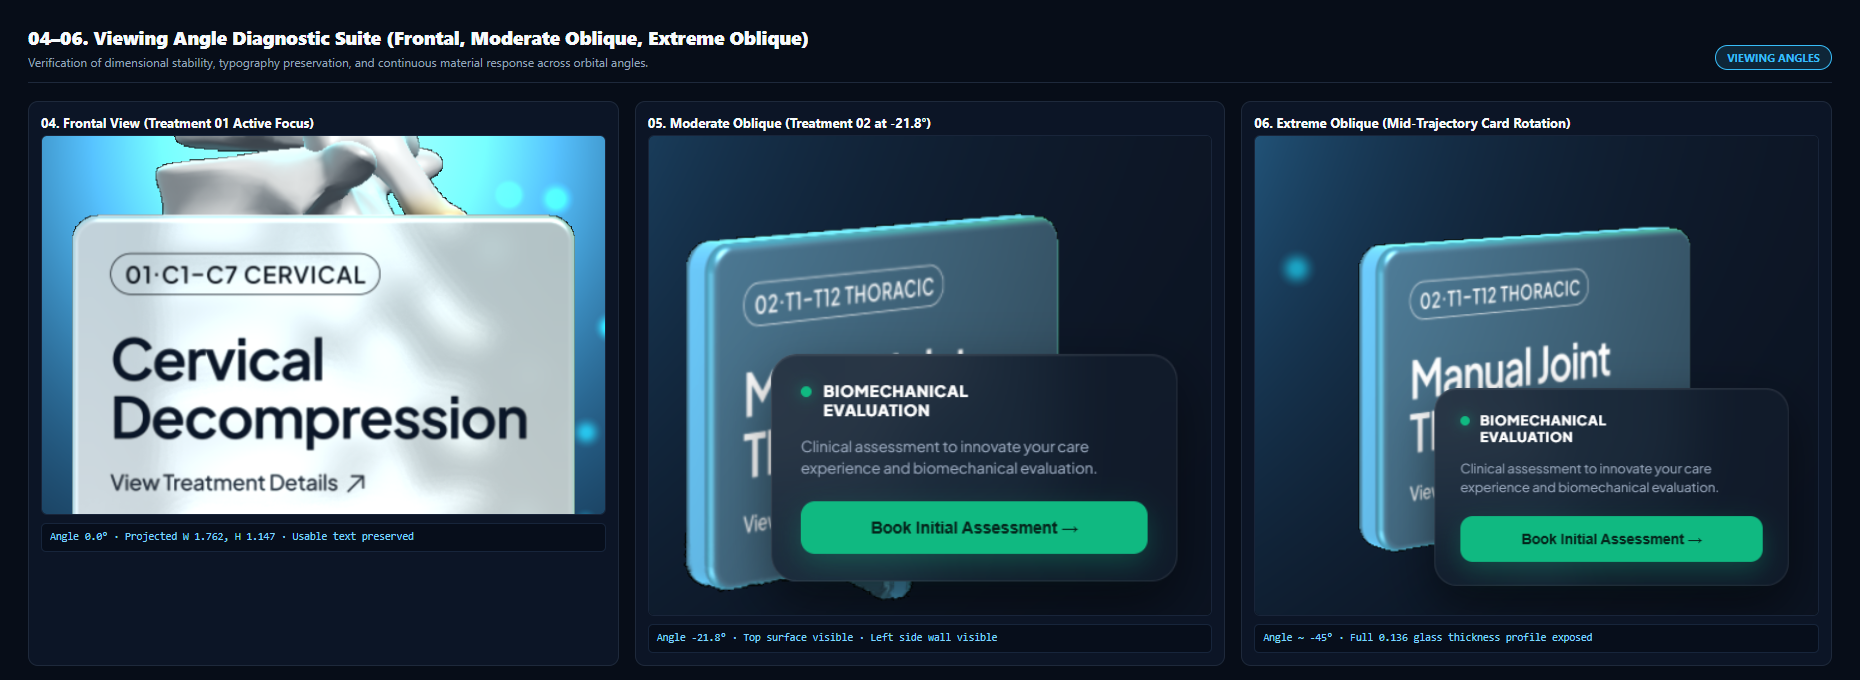 04–06. Viewing Angle Diagnostic Suite (Frontal, Moderate Oblique, Extreme Oblique)
Verification of dimensional stability, typography preservation, and continuous material response across orbital angles.
VIEWING ANGLES
04. Frontal View (Treatment 01 Active Focus)
01·C1–C7 CERVICAL
Cervical
Decompression
View Treatment Details ↗
Angle 0.0° · Projected W 1.762, H 1.147 · Usable text preserved
05. Moderate Oblique (Treatment 02 at -21.8°)
02·T1–T12 THORACIC
BIOMECHANICAL
EVALUATION
Clinical assessment to innovate your care
experience and biomechanical evaluation.
Book Initial Assessment →
Angle -21.8° · Top surface visible · Left side wall visible
06. Extreme Oblique (Mid-Trajectory Card Rotation)
02·T1–T12 THORACIC
Manual Joint
BIOMECHANICAL
EVALUATION
Clinical assessment to innovate your care
experience and biomechanical evaluation.
Book Initial Assessment →
Angle ~ -45° · Full 0.136 glass thickness profile exposed